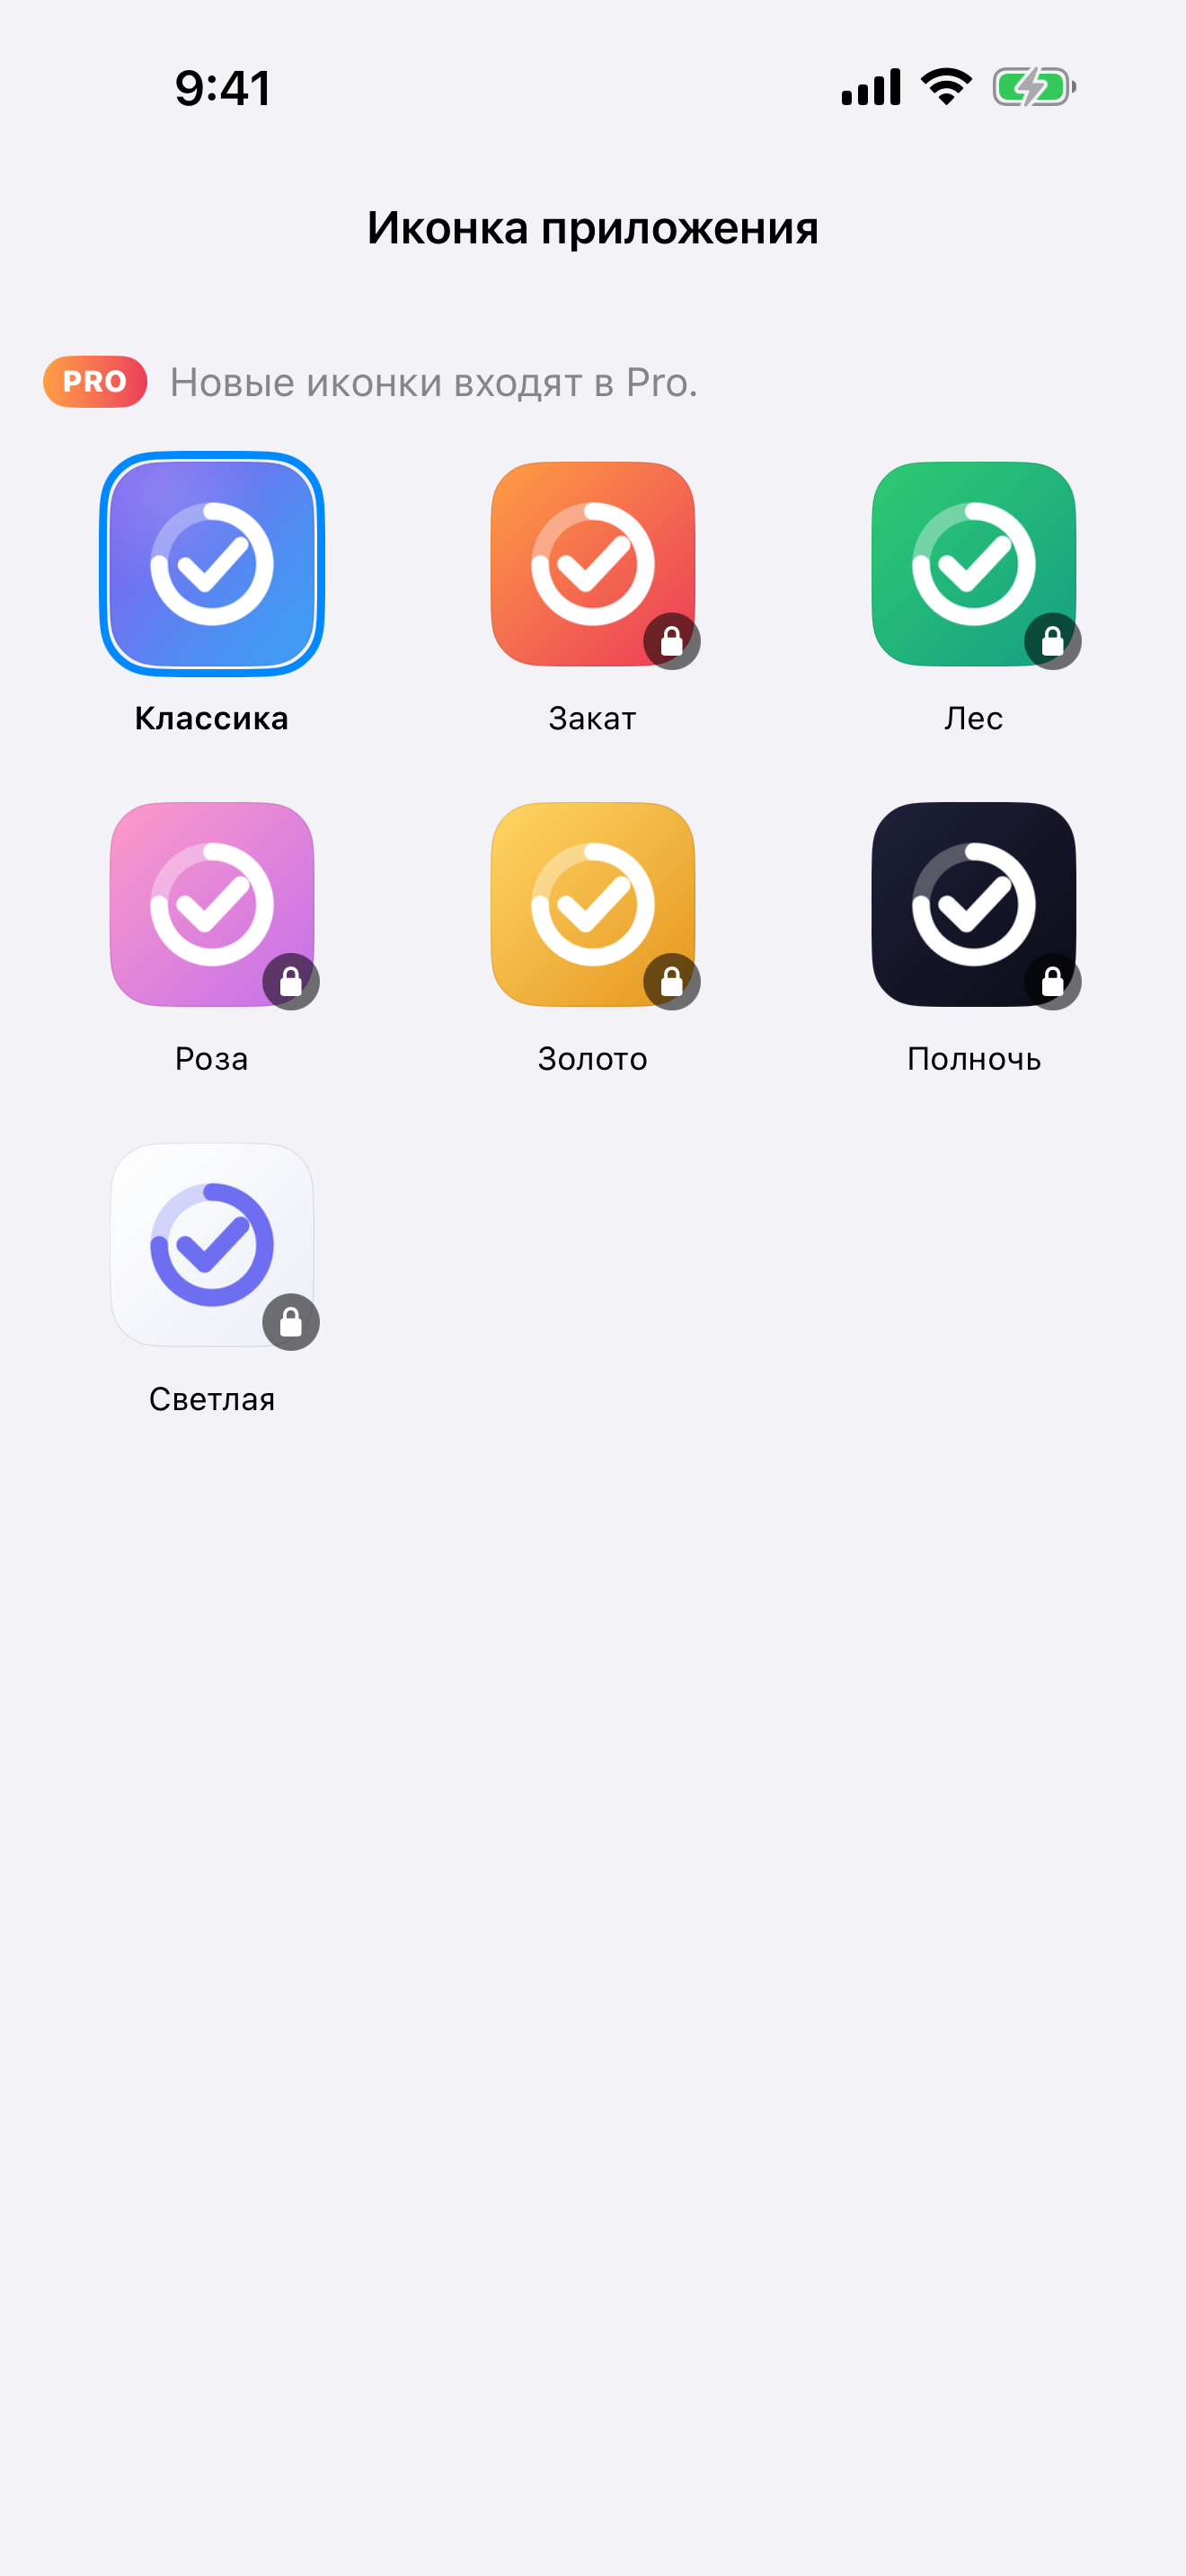 9:41
Иконка приложения
PRO Новые иконки входят в Pro.
Классика Закат Лес
Роза Золото Полночь
Светлая